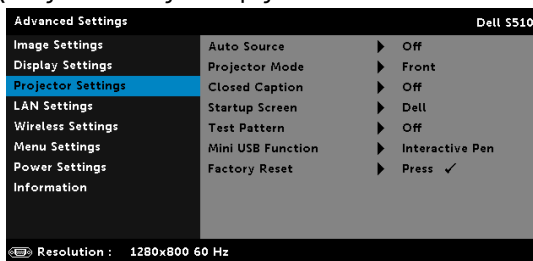 Advanced Settings Dell S510
Image Settings Auto Source Off
Display Settings Projector Mode Front
Projector Settings Closed Caption Off
LAN Settings Startup Screen Dell
Wireless Settings Test Pattern Off
Menu Settings Mini USB Function Interactive Pen
Power Settings Factory Reset Press ✓
Information
Resolution : 1280x800 60 Hz